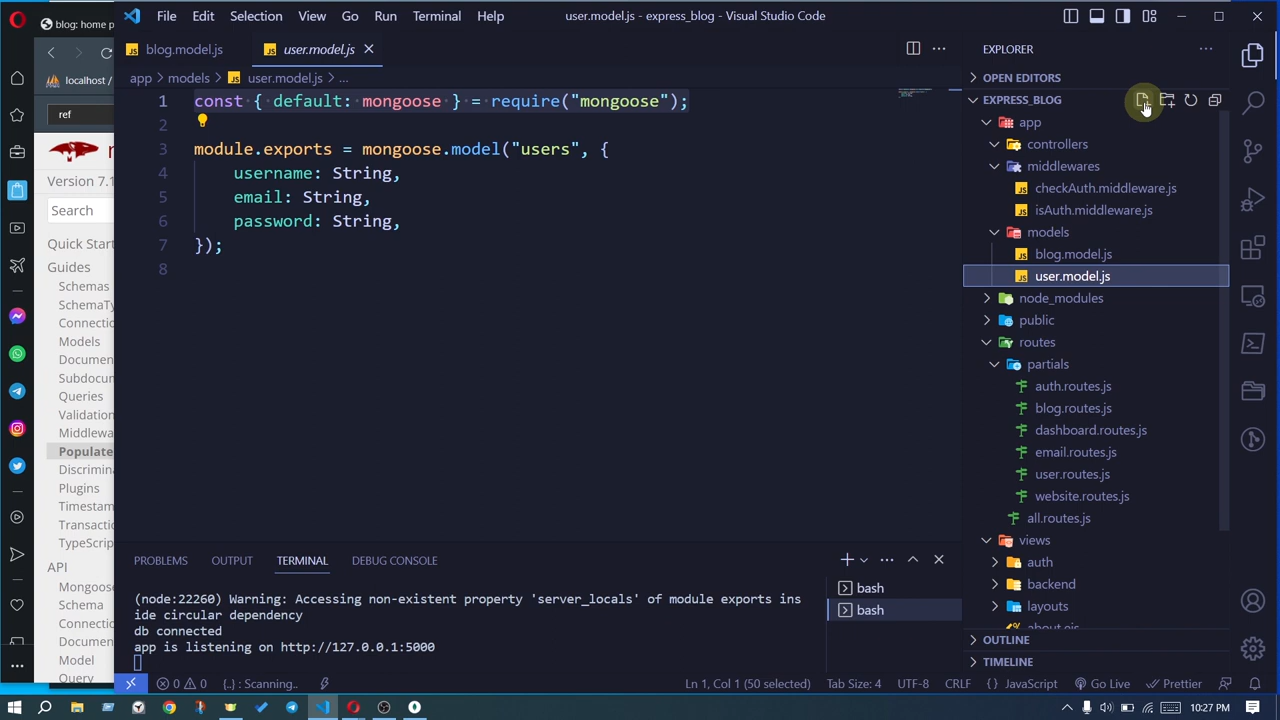 blog: home p
File Edit Selection View Go Run Terminal Help
user.model.js - express_blog - Visual Studio Code
localhost /
ref
Version 7.1
Search
Quick Start
Guides
Schemas
SchemaTy
Connectio
Models
Documen
Subdocum
Queries
Validation
Middlewa
Populate
Discrimin
Plugins
Timestam
Transacti
TypeScrip
API
Mongoose
Schema
Connectio
Documen
Model
Query
blog.model.js
user.model.js
app > models > user.model.js > ...
1 const { default: mongoose } = require("mongoose");
2
3 module.exports = mongoose.model("users", {
4 username: String,
5 email: String,
6 password: String,
7 });
8
PROBLEMS OUTPUT TERMINAL DEBUG CONSOLE
(node:22260) Warning: Accessing non-existent property 'server_locals' of module exports ins
ide circular dependency
db connected
app is listening on http://127.0.0.1:5000
bash
bash
EXPLORER
OPEN EDITORS
EXPRESS_BLOG
app
controllers
middlewares
checkAuth.middleware.js
isAuth.middleware.js
models
blog.model.js
user.model.js
node_modules
public
routes
partials
auth.routes.js
blog.routes.js
dashboard.routes.js
email.routes.js
user.routes.js
website.routes.js
all.routes.js
views
auth
backend
layouts
about.ejs
OUTLINE
TIMELINE
0 0 {..} : Scanning.. Ln 1, Col 1 (50 selected) Tab Size: 4 UTF-8 CRLF {} JavaScript Go Live Prettier
10:27 PM